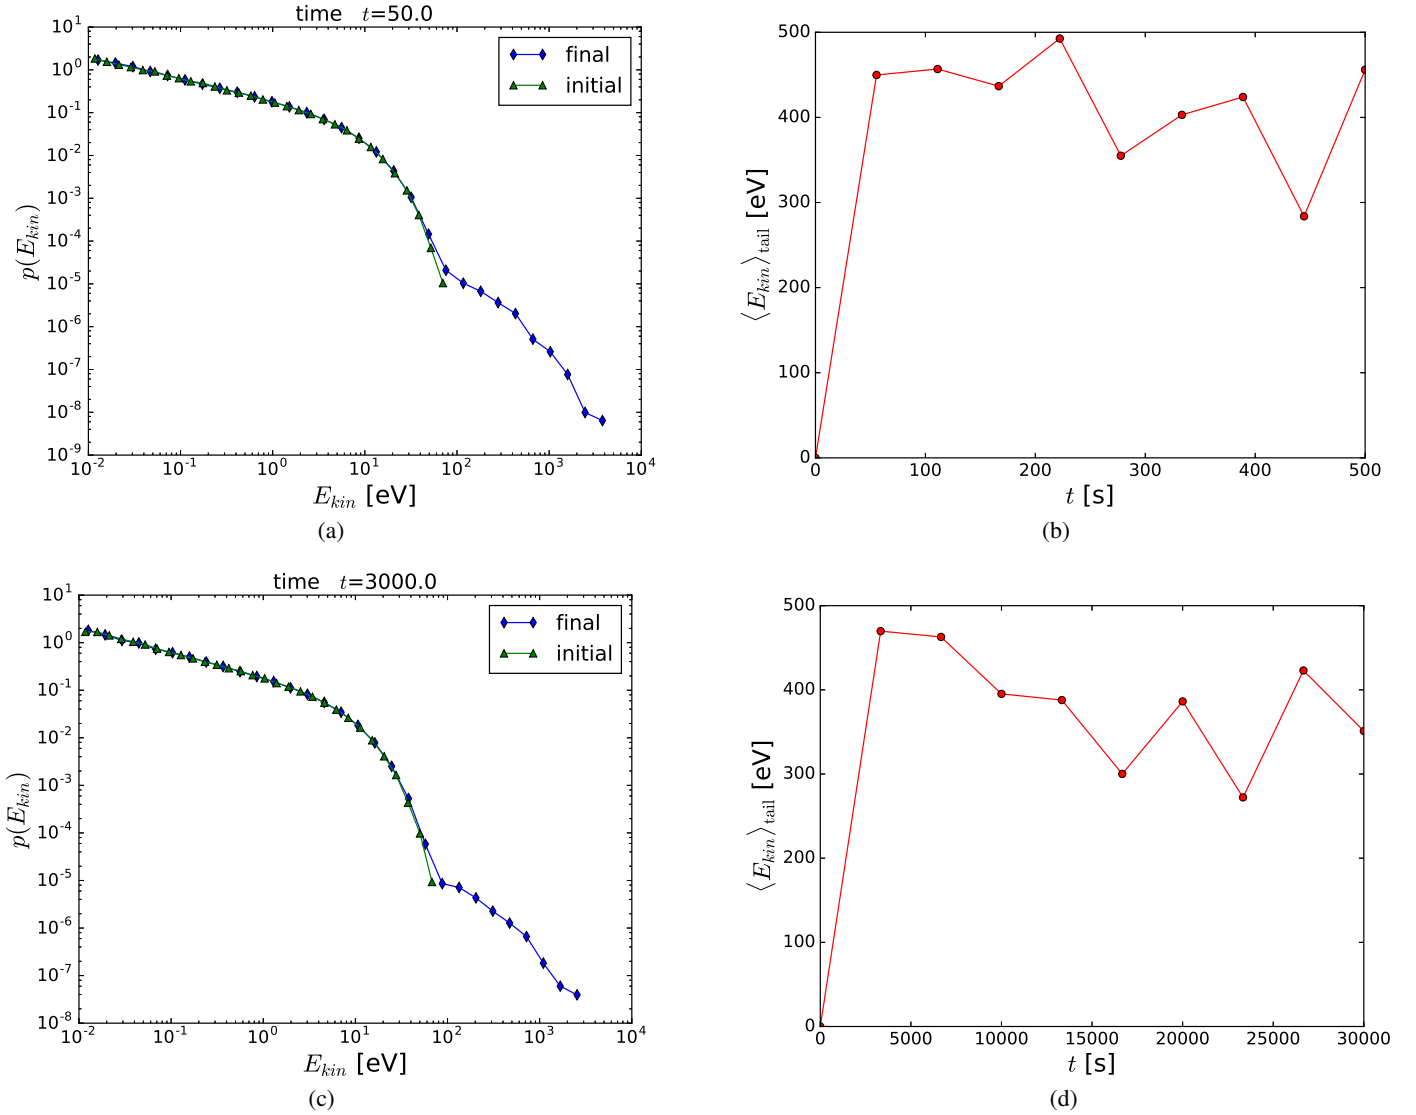 time t=50.0
10^1
10^0
10^-1
10^-2
10^-3
10^-4
10^-5
10^-6
10^-7
10^-8
10^-9
p(E_kin)
final
initial
10^-2 10^-1 10^0 10^1 10^2 10^3 10^4
E_kin [eV]
(a)
500
400
300
200
100
0
⟨E_kin⟩_tail [eV]
0 100 200 300 400 500
t [s]
(b)
time t=3000.0
10^1
10^0
10^-1
10^-2
10^-3
10^-4
10^-5
10^-6
10^-7
10^-8
p(E_kin)
final
initial
10^-2 10^-1 10^0 10^1 10^2 10^3 10^4
E_kin [eV]
(c)
500
400
300
200
100
0
⟨E_kin⟩_tail [eV]
0 5000 10000 15000 20000 25000 30000
t [s]
(d)